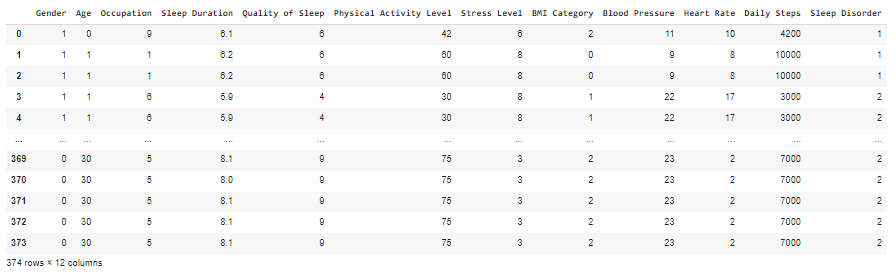 Gender Age Occupation Sleep Duration Quality of Sleep Physical Activity Level Stress Level BMI Category Blood Pressure Heart Rate Daily Steps Sleep Disorder
0 1 0 9 6.1 6 42 6 2 11 10 4200 1
1 1 1 1 6.2 6 60 8 0 9 8 10000 1
2 1 1 1 6.2 6 60 8 0 9 8 10000 1
3 1 1 6 5.9 4 30 8 1 22 17 3000 2
4 1 1 6 5.9 4 30 8 1 22 17 3000 2
... ... ... ... ... ... ... ... ... ... ... ... ...
369 0 30 5 8.1 9 75 3 2 23 2 7000 2
370 0 30 5 8.0 9 75 3 2 23 2 7000 2
371 0 30 5 8.1 9 75 3 2 23 2 7000 2
372 0 30 5 8.1 9 75 3 2 23 2 7000 2
373 0 30 5 8.1 9 75 3 2 23 2 7000 2
374 rows × 12 columns